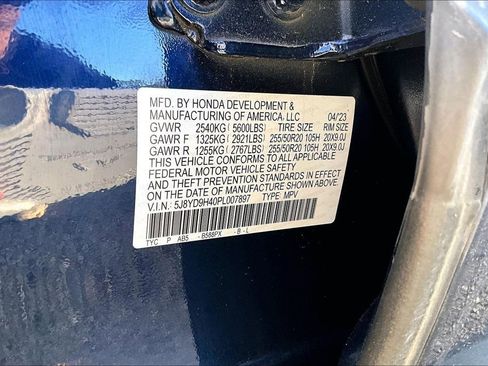 MFD. BY HONDA DEVELOPMENT &
MANUFACTURING OF AMERICA, LLC 04/23
GVWR 2540KG(5600LBS) TIRE SIZE RIM SIZE
GAWR F 1325KG(2921LBS) 255/50R20 105H 20X9.0J
GAWR R 1255KG(2767LBS) 255/50R20 105H 20X9.0J
THIS VEHICLE CONFORMS TO ALL APPLICABLE
FEDERAL MOTOR VEHICLE SAFETY
AND THEFT PREVENTION STANDARDS IN EFFECT
ON THE DATE OF MANUFACTURE SHOWN ABOVE.
V.I.N.: 5J8YD9H40PL007897 TYPE: MPV
TYC P AB5 - B588PX - B - L